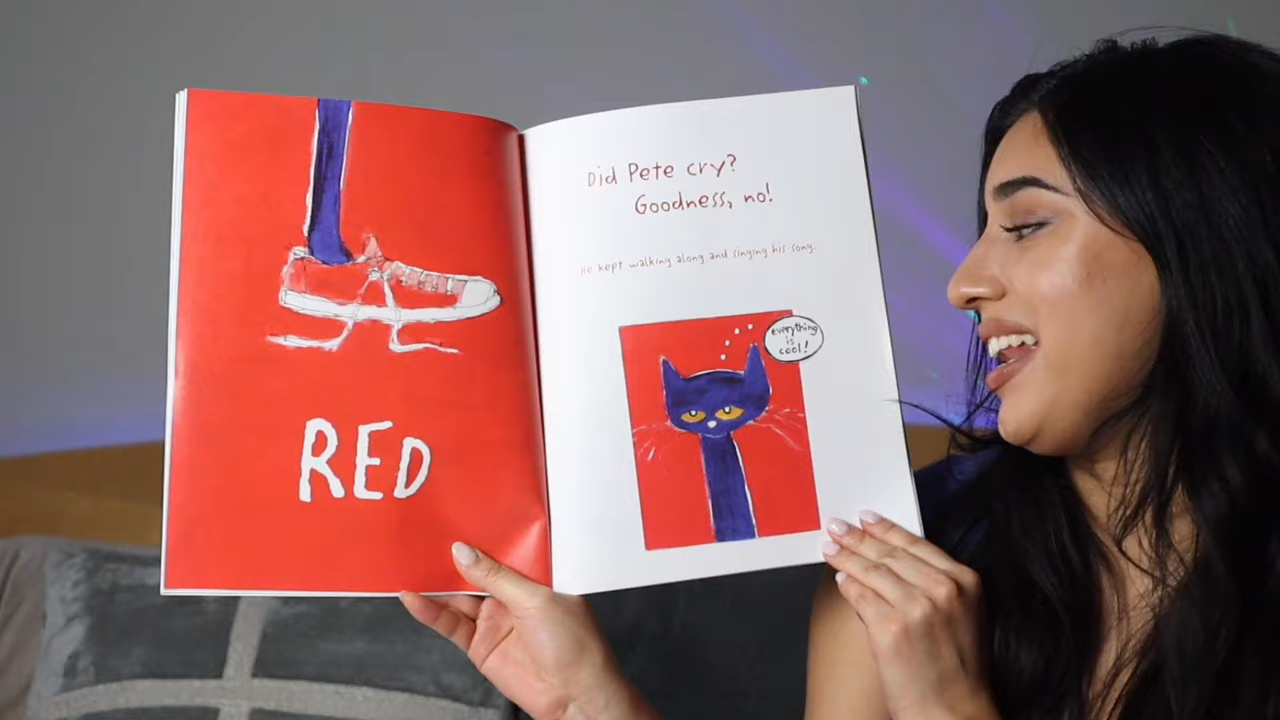 RED
Did Pete cry?
Goodness, no!
He kept walking along and singing his song.
everything
is
cool!